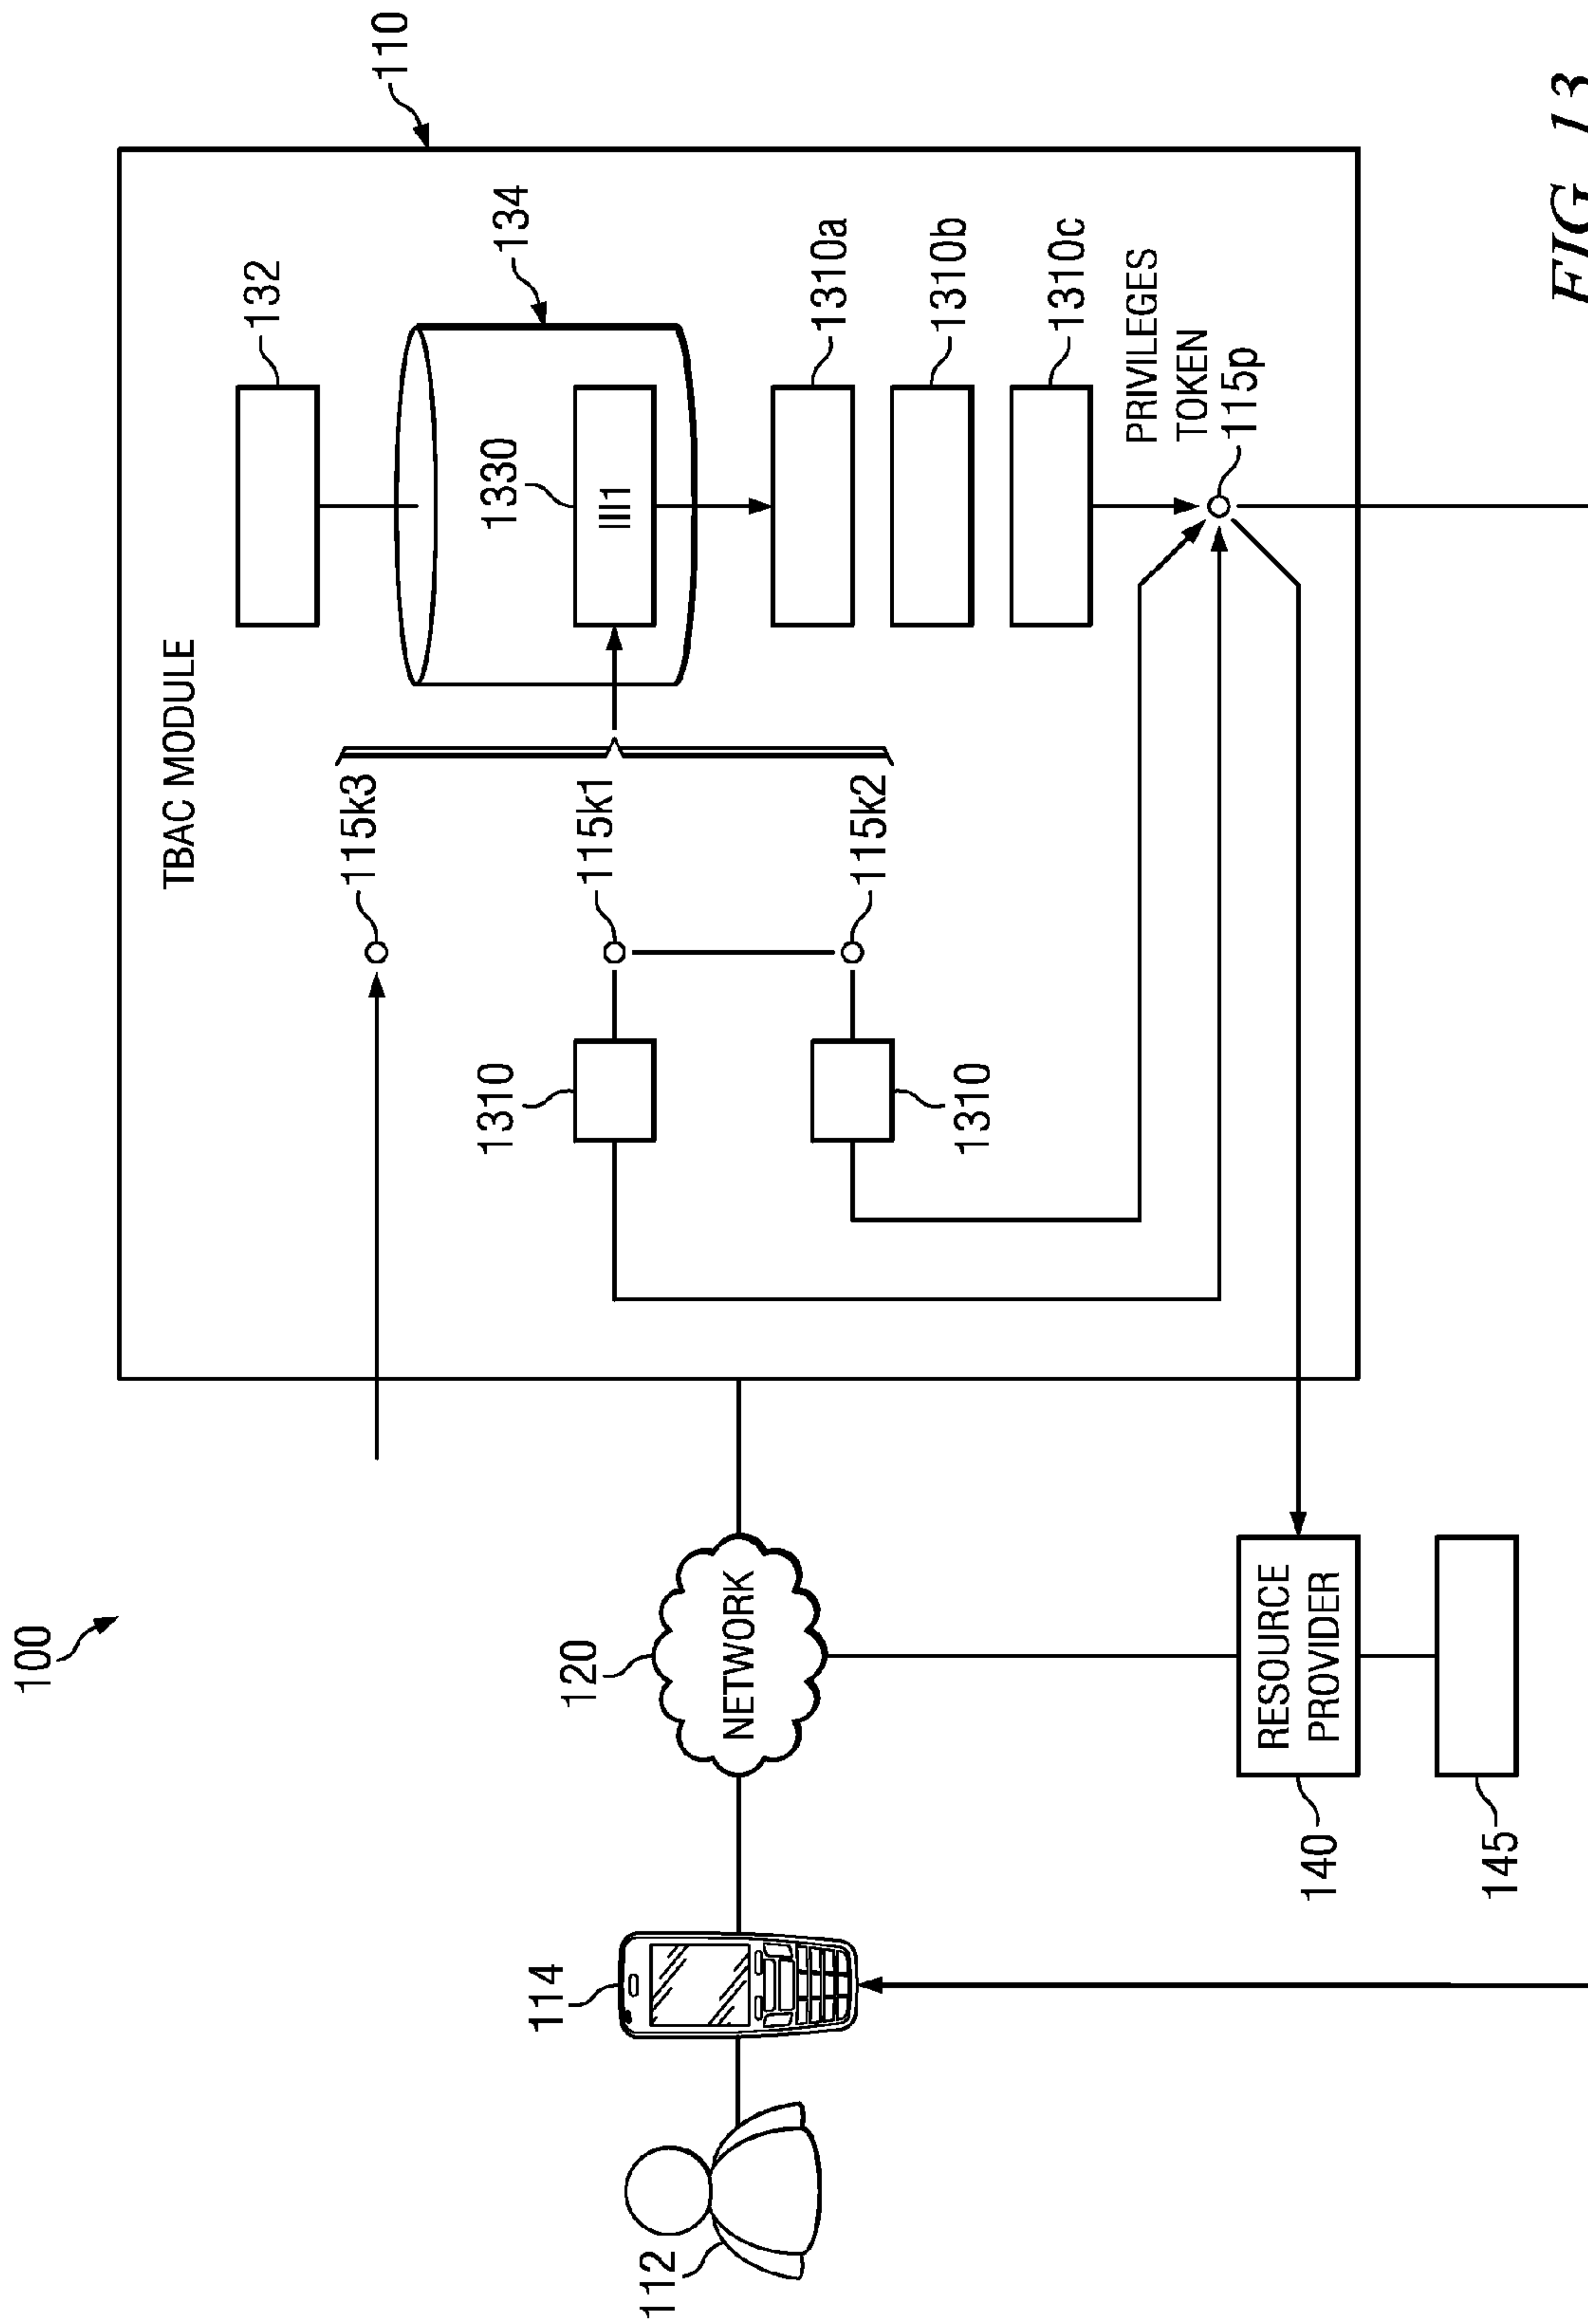 100
110
TBAC MODULE
132
134
1330
III1
1310a
1310b
1310c
PRIVILEGES
TOKEN
115p
115k3
115k1
115k2
1310
1310
120
NETWORK
114
112
RESOURCE
PROVIDER
140
145
FIG. 13